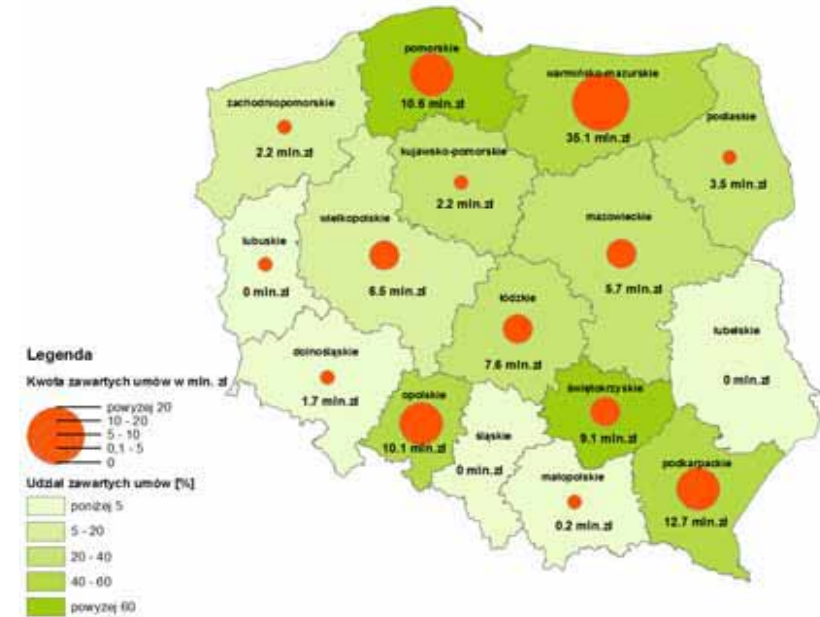 pomorskie
10.6 mln.zł
warmińsko-mazurskie
35.1 mln.zł
podlaskie
3.5 mln.zł
zachodniopomorskie
2.2 mln.zł
kujawsko-pomorskie
2.2 mln.zł
mazowieckie
5.7 mln.zł
wielkopolskie
6.5 mln.zł
lubuskie
0 mln.zł
łódzkie
7.6 mln.zł
lubelskie
0 mln.zł
dolnośląskie
1.7 mln.zł
opolskie
10.1 mln.zł
śląskie
0 mln.zł
świętokrzyskie
9.1 mln.zł
małopolskie
0.2 mln.zł
podkarpackie
12.7 mln.zł
Legenda
Kwota zawartych umów w mln. zł
powyżej 20
10 - 20
5 - 10
0,1 - 5
0
Udział zawartych umów [%]
poniżej 5
5 - 20
20 - 40
40 - 60
powyżej 60